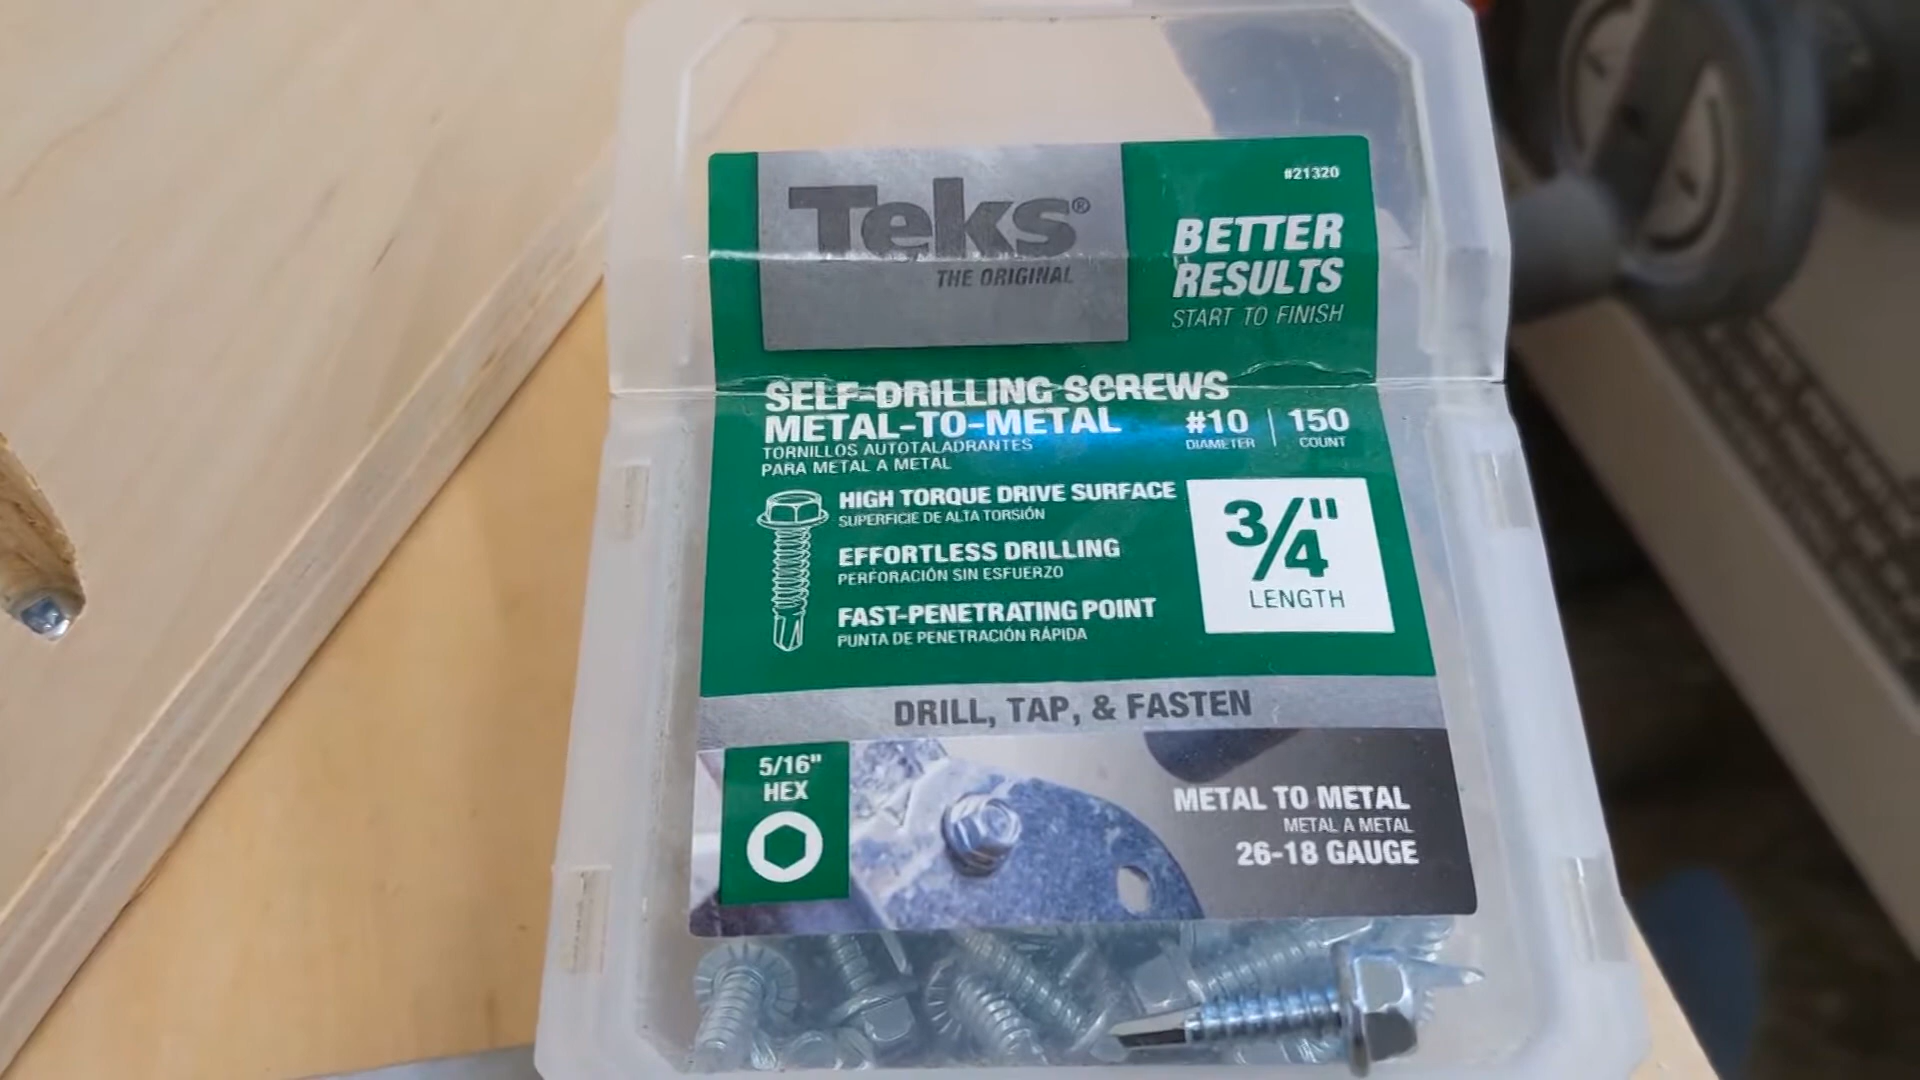 #21320
Teks®
THE ORIGINAL
BETTER
RESULTS
START TO FINISH
SELF-DRILLING SCREWS
METAL-TO-METAL
TORNILLOS AUTOTALADRANTES
PARA METAL A METAL
#10
DIAMETER
150
COUNT
HIGH TORQUE DRIVE SURFACE
SUPERFICIE DE ALTA TORSIÓN
EFFORTLESS DRILLING
PERFORACIÓN SIN ESFUERZO
FAST-PENETRATING POINT
PUNTA DE PENETRACIÓN RÁPIDA
3/4"
LENGTH
DRILL, TAP, & FASTEN
5/16"
HEX
METAL TO METAL
METAL A METAL
26-18 GAUGE